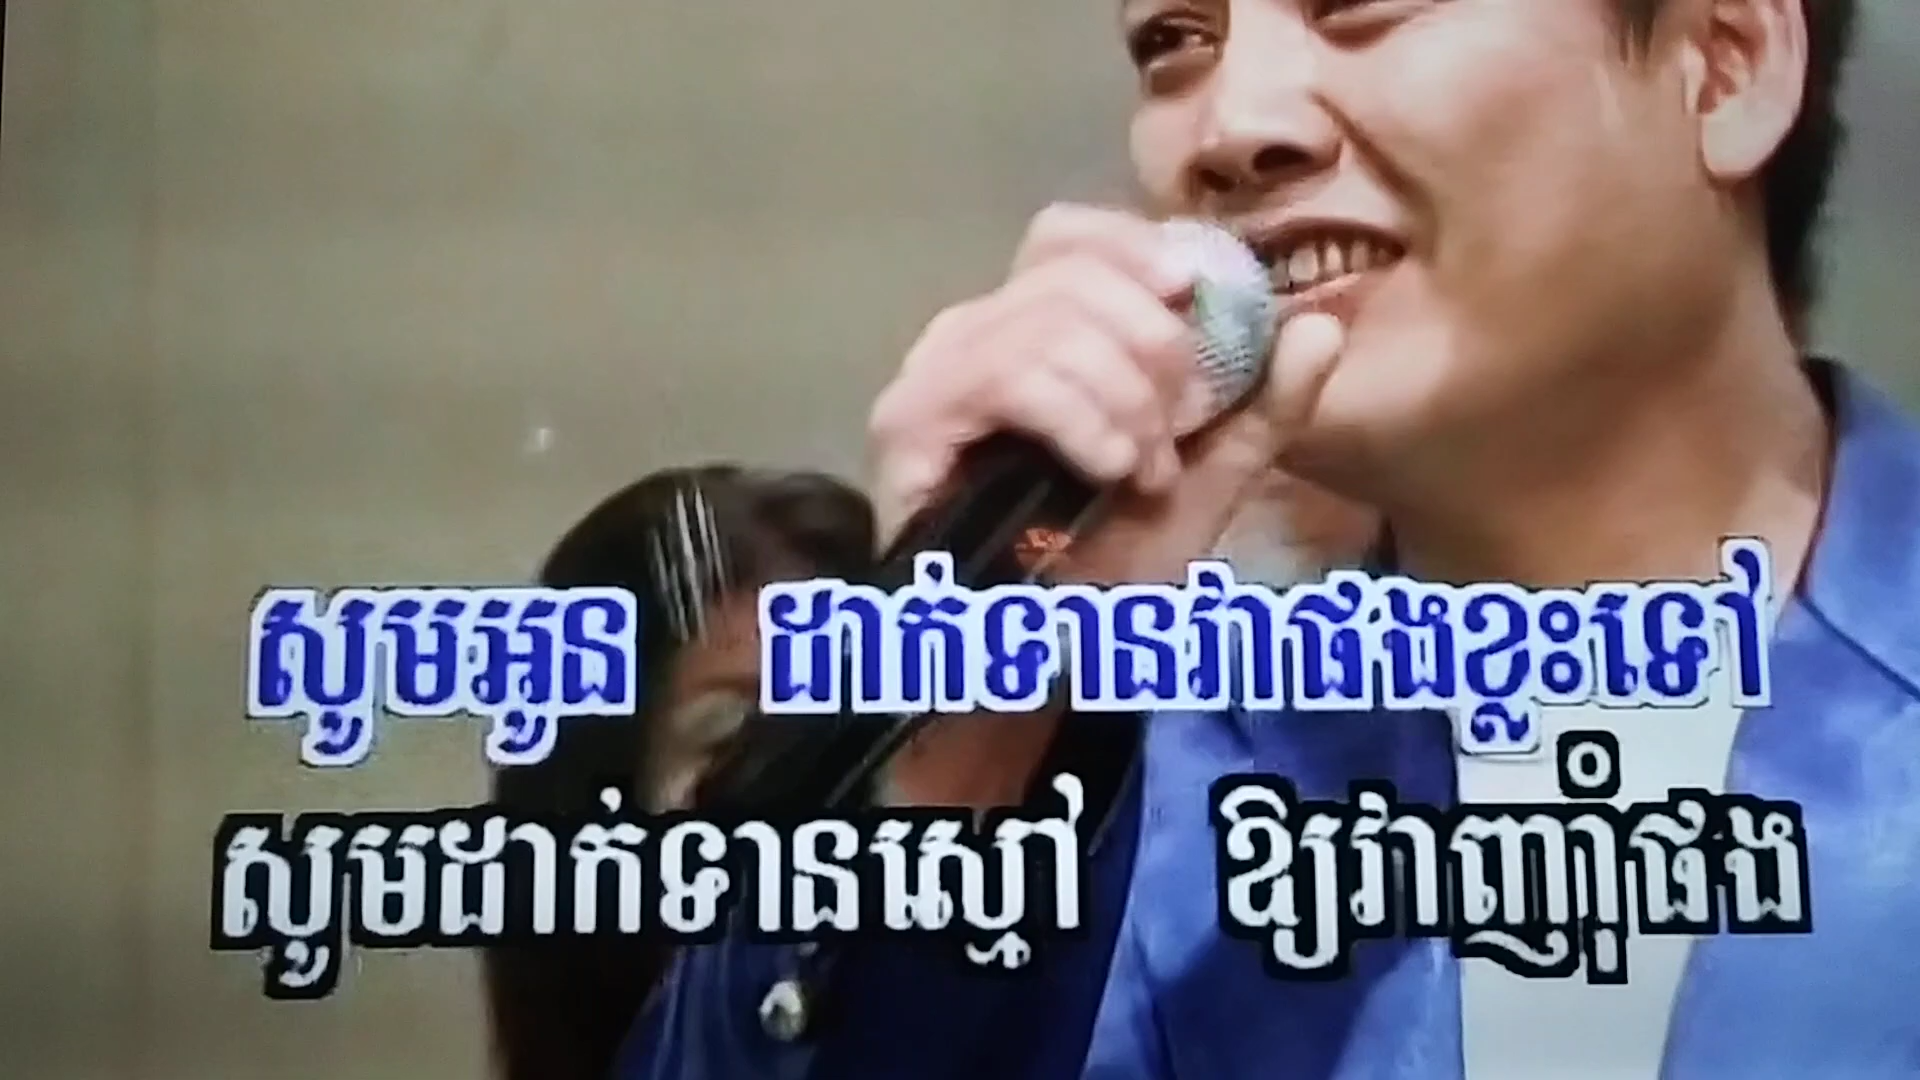 សូមអូន ដាក់ទានវាផងខ្លះទៅ
សូមដាក់ទានស្មៅ ឱ្យវាញ៉ាំផង